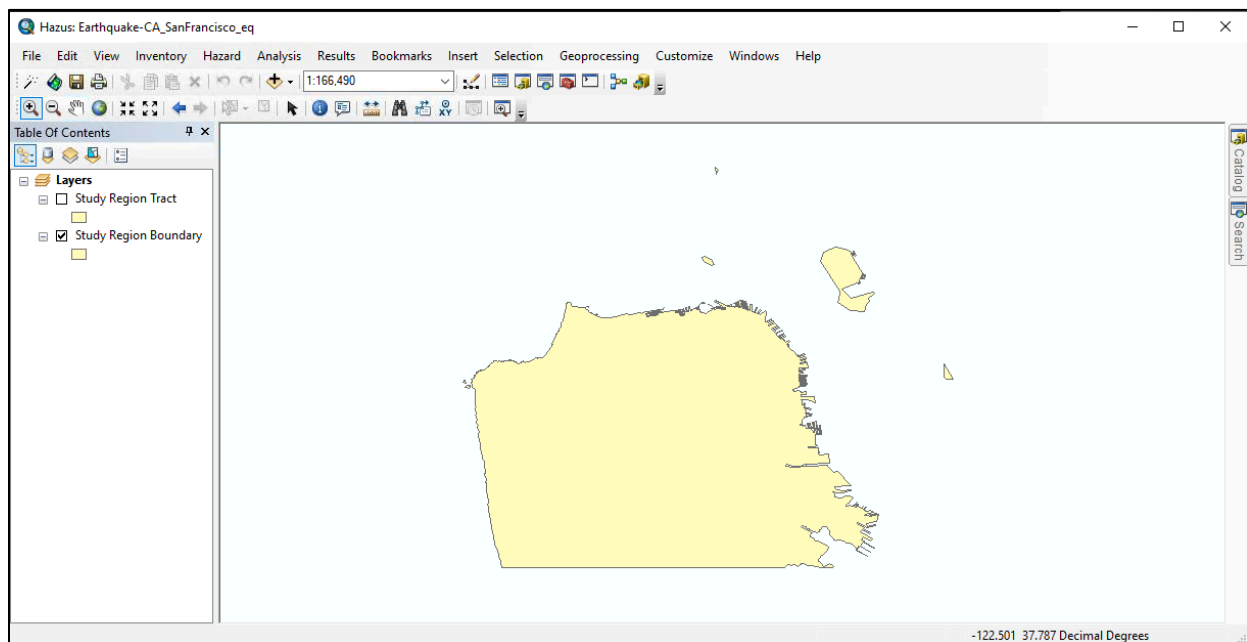 Hazus: Earthquake-CA_SanFrancisco_eq
File Edit View Inventory Hazard Analysis Results Bookmarks Insert Selection Geoprocessing Customize Windows Help
1:166,490
XY
Table Of Contents
Layers
Study Region Tract
Study Region Boundary
Catalog
Search
-122.501 37.787 Decimal Degrees